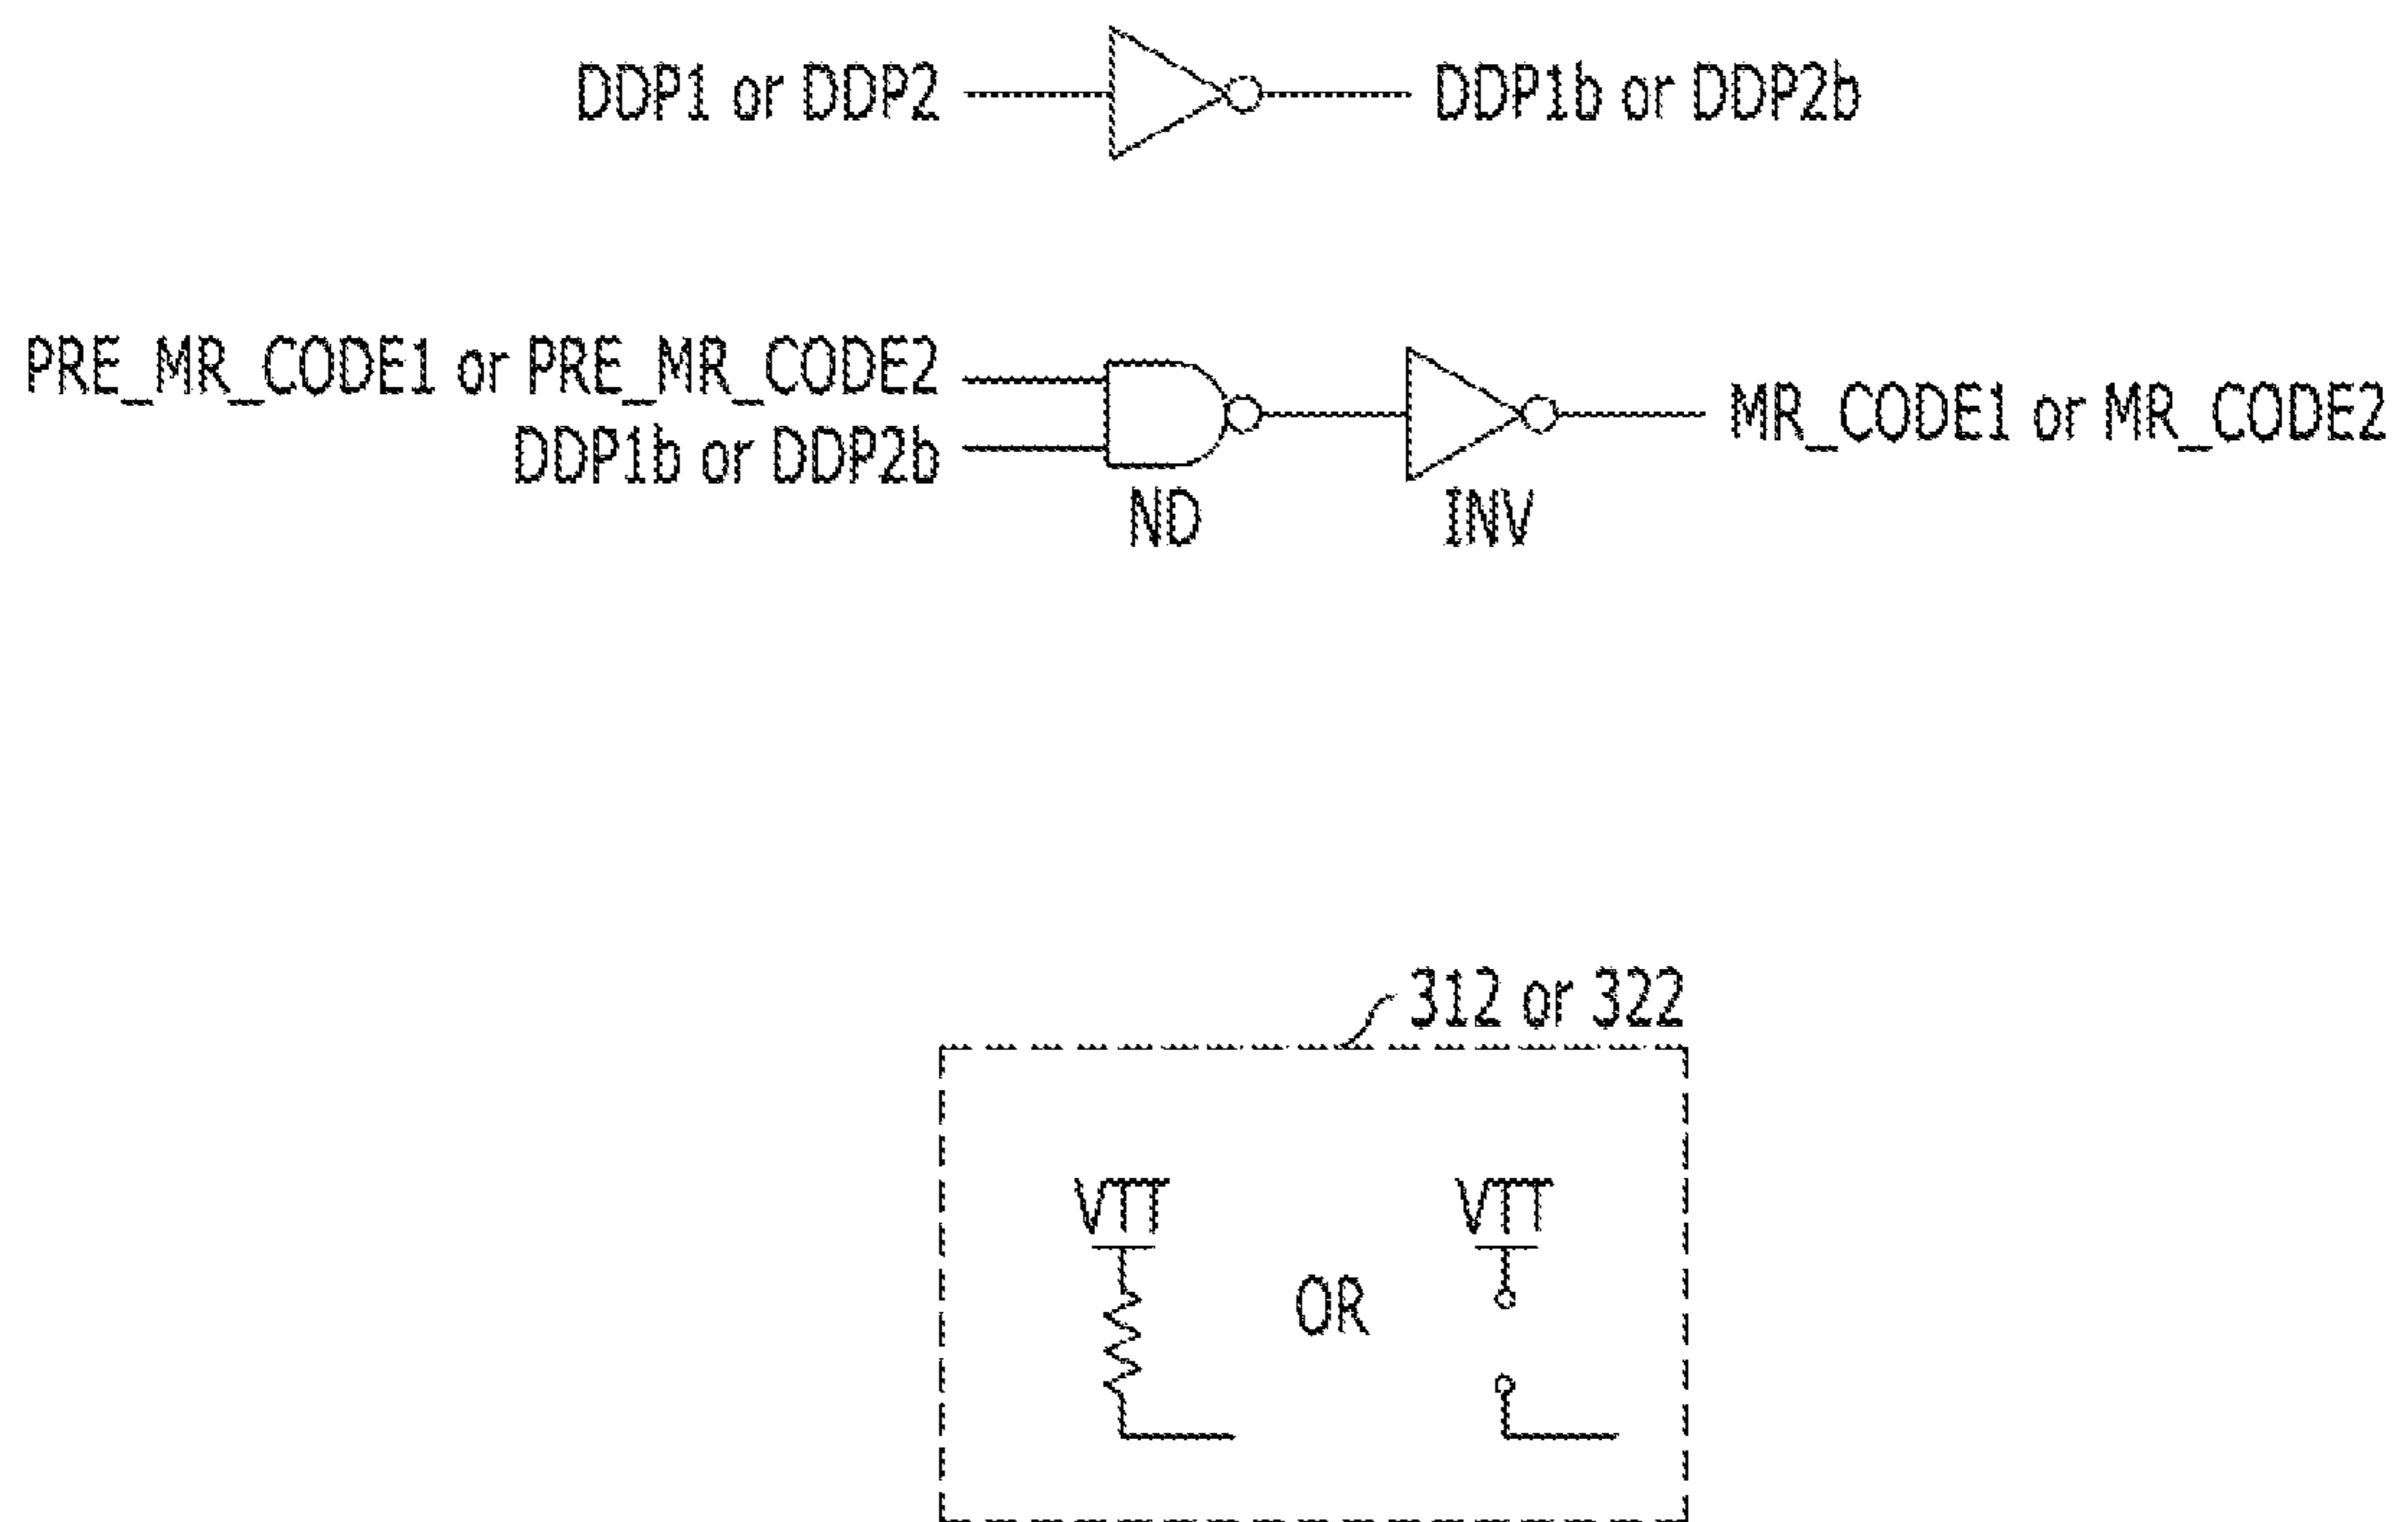 DDP1 or DDP2
DDP1b or DDP2b
PRE_MR_CODE1 or PRE_MR_CODE2
DDP1b or DDP2b
MR_CODE1 or MR_CODE2
ND
INV
312 or 322
VTT
OR
VTT